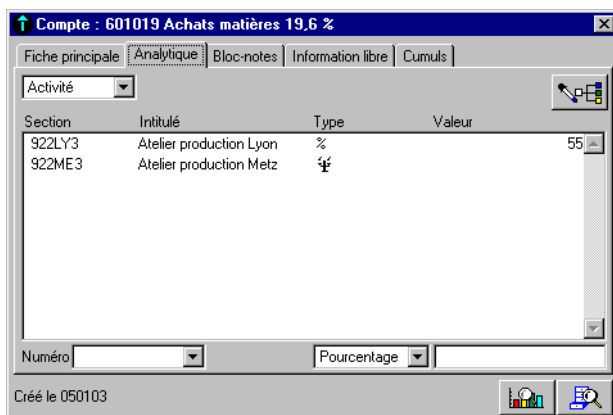 Compte : 601019 Achats matières 19,6 %
Fiche principale Analytique Bloc-notes Information libre Cumuls
Activité
Section Intitulé Type Valeur
922LY3 Atelier production Lyon % 55
922ME3 Atelier production Metz
Numéro Pourcentage
Créé le 050103